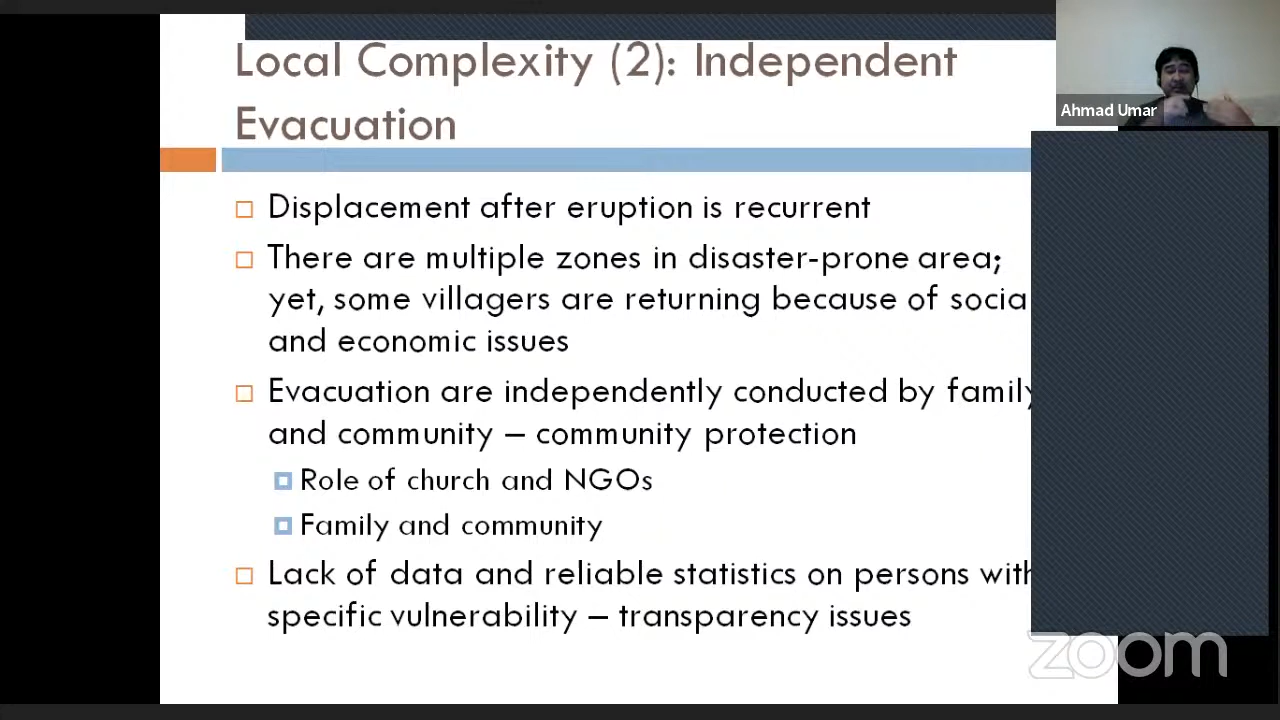 Local Complexity (2): Independent
Evacuation
Ahmad Umar
Displacement after eruption is recurrent
There are multiple zones in disaster-prone area;
yet, some villagers are returning because of socia
and economic issues
Evacuation are independently conducted by family
and community – community protection
Role of church and NGOs
Family and community
Lack of data and reliable statistics on persons with
specific vulnerability – transparency issues
zoom